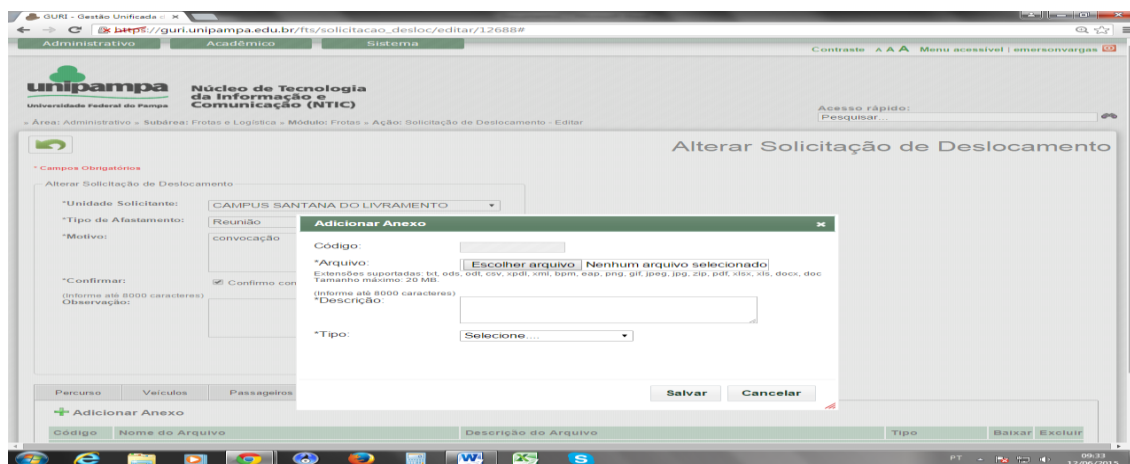 GURI - Gestão Unificada
https://guri.unipampa.edu.br/fts/solicitacao_desloc/editar/12688#
Administrativo Acadêmico Sistema
Contraste A A A Menu acessível | emersonvargas
unipampa
Universidade Federal do Pampa
Núcleo de Tecnologia
da Informação e
Comunicação (NTIC)
Acesso rápido:
Pesquisar...
» Área: Administrativo » Subárea: Frotas e Logística » Módulo: Frotas » Ação: Solicitação de Deslocamento - Editar
Alterar Solicitação de Deslocamento
* Campos Obrigatórios
Alterar Solicitação de Deslocamento
*Unidade Solicitante: CAMPUS SANTANA DO LIVRAMENTO
*Tipo de Afastamento: Reunião
*Motivo: convocação
*Confirmar: Confirmo con
(Informe até 8000 caracteres)
Observação:
Adicionar Anexo
Código:
*Arquivo: Escolher arquivo Nenhum arquivo selecionado
Extensões suportadas: txt, ods, odt, csv, xpdl, xml, bpm, eap, png, gif, jpeg, jpg, zip, pdf, xlsx, xls, docx, doc
Tamanho máximo: 20 MB.
(Informe até 8000 caracteres)
*Descrição:
*Tipo: Selecione....
Salvar Cancelar
Percurso Veículos Passageiros
Adicionar Anexo
Código Nome do Arquivo Descrição do Arquivo Tipo Baixar Excluir
PT 09:33
12/06/2015